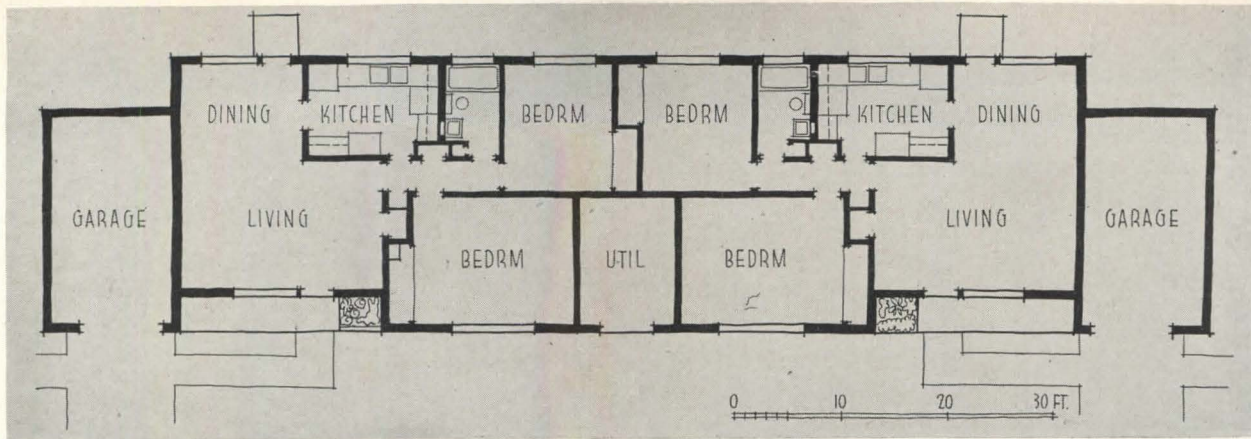 DINING KITCHEN BEDRM BEDRM KITCHEN DINING
GARAGE LIVING LIVING GARAGE
BEDRM UTIL BEDRM
0 10 20 30 FT.